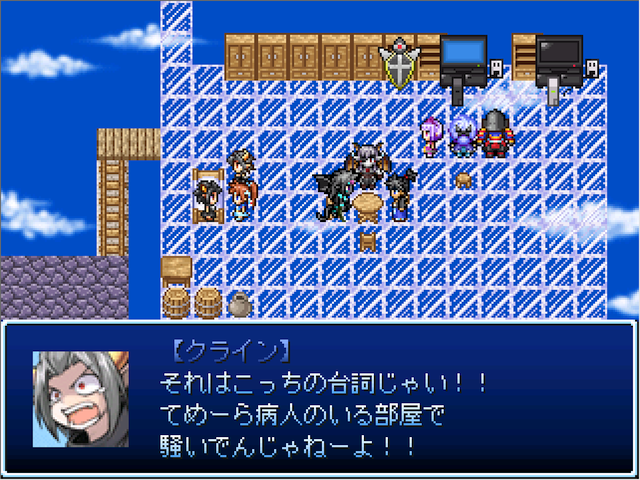 【クライン】
それはこっちの台詞じゃい！！
てめーら病人のいる部屋で
騒いでんじゃねーよ！！